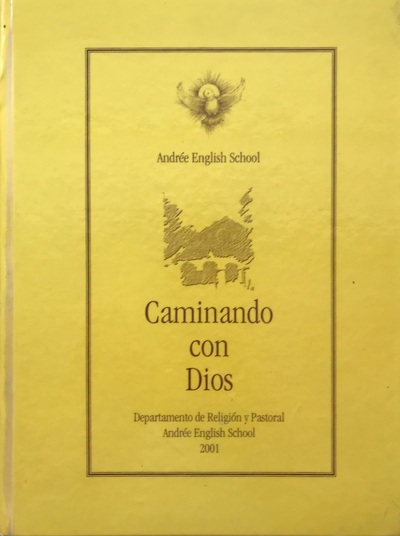 Andrée English School
Caminando
con
Dios
Departamento de Religión y Pastoral
Andrée English School
2001